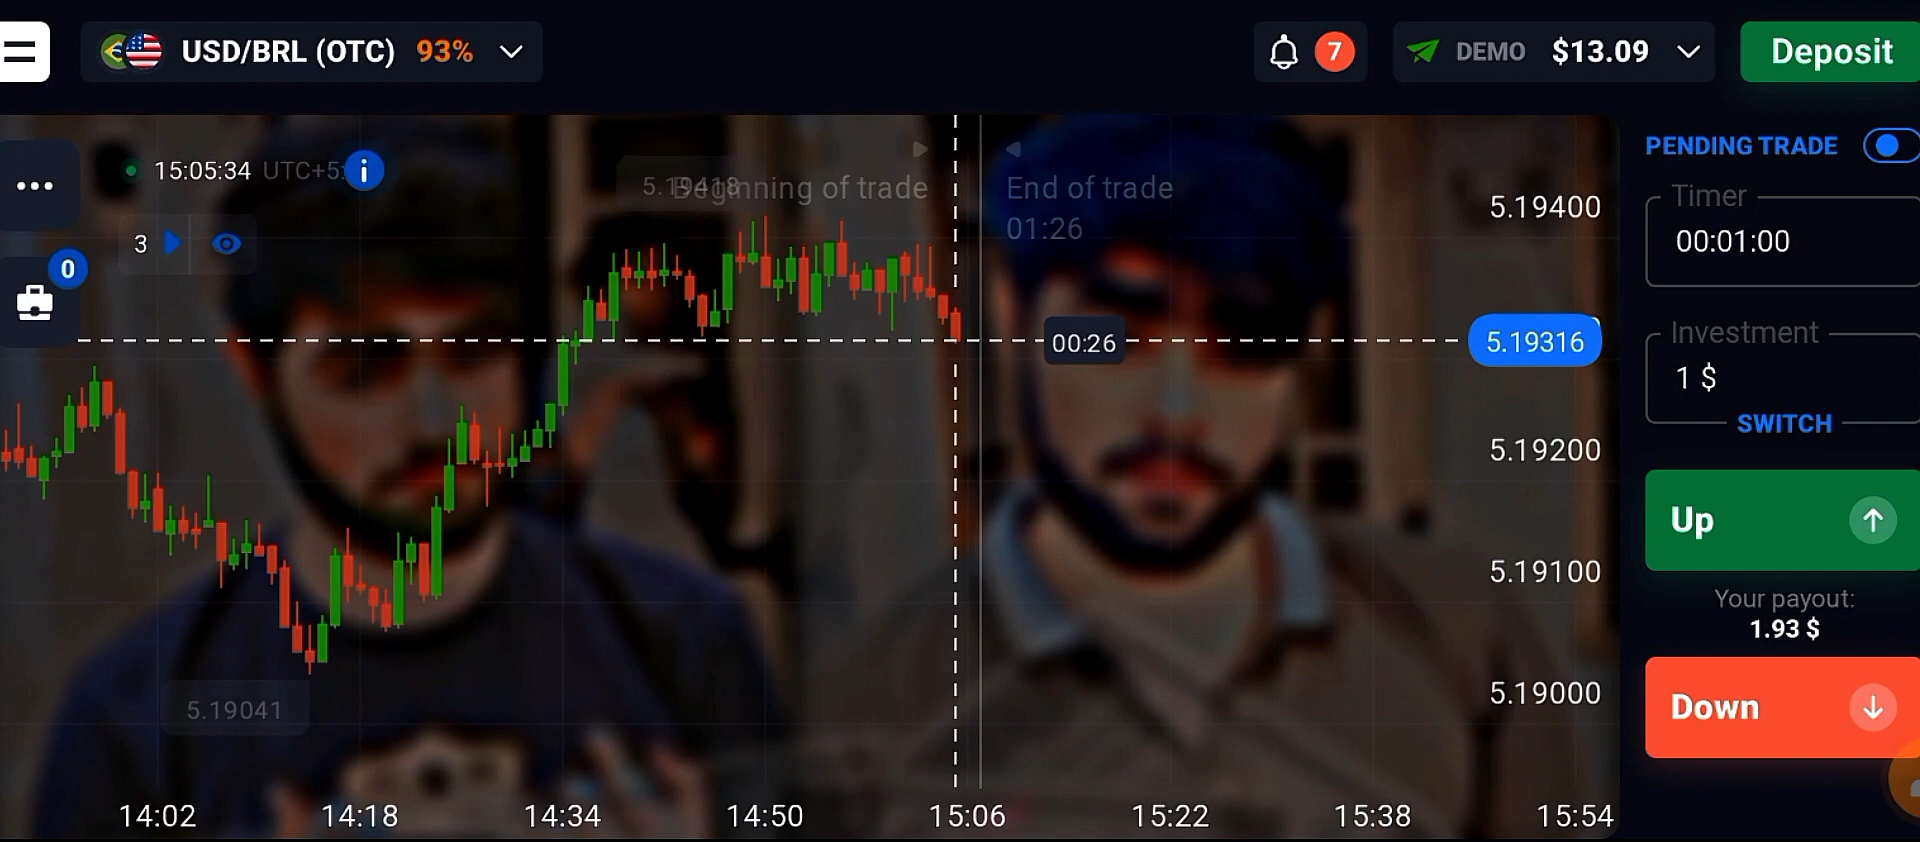 USD/BRL (OTC) 93%
7
DEMO $13.09
Deposit
15:05:34 UTC+5:
i
5.19418
Beginning of trade
End of trade
01:26
3
0
00:26
5.19400
5.19316
5.19200
5.19100
5.19000
5.19041
14:02 14:18 14:34 14:50 15:06 15:22 15:38 15:54
PENDING TRADE
Timer
00:01:00
Investment
1 $
SWITCH
Up
Your payout:
1.93 $
Down